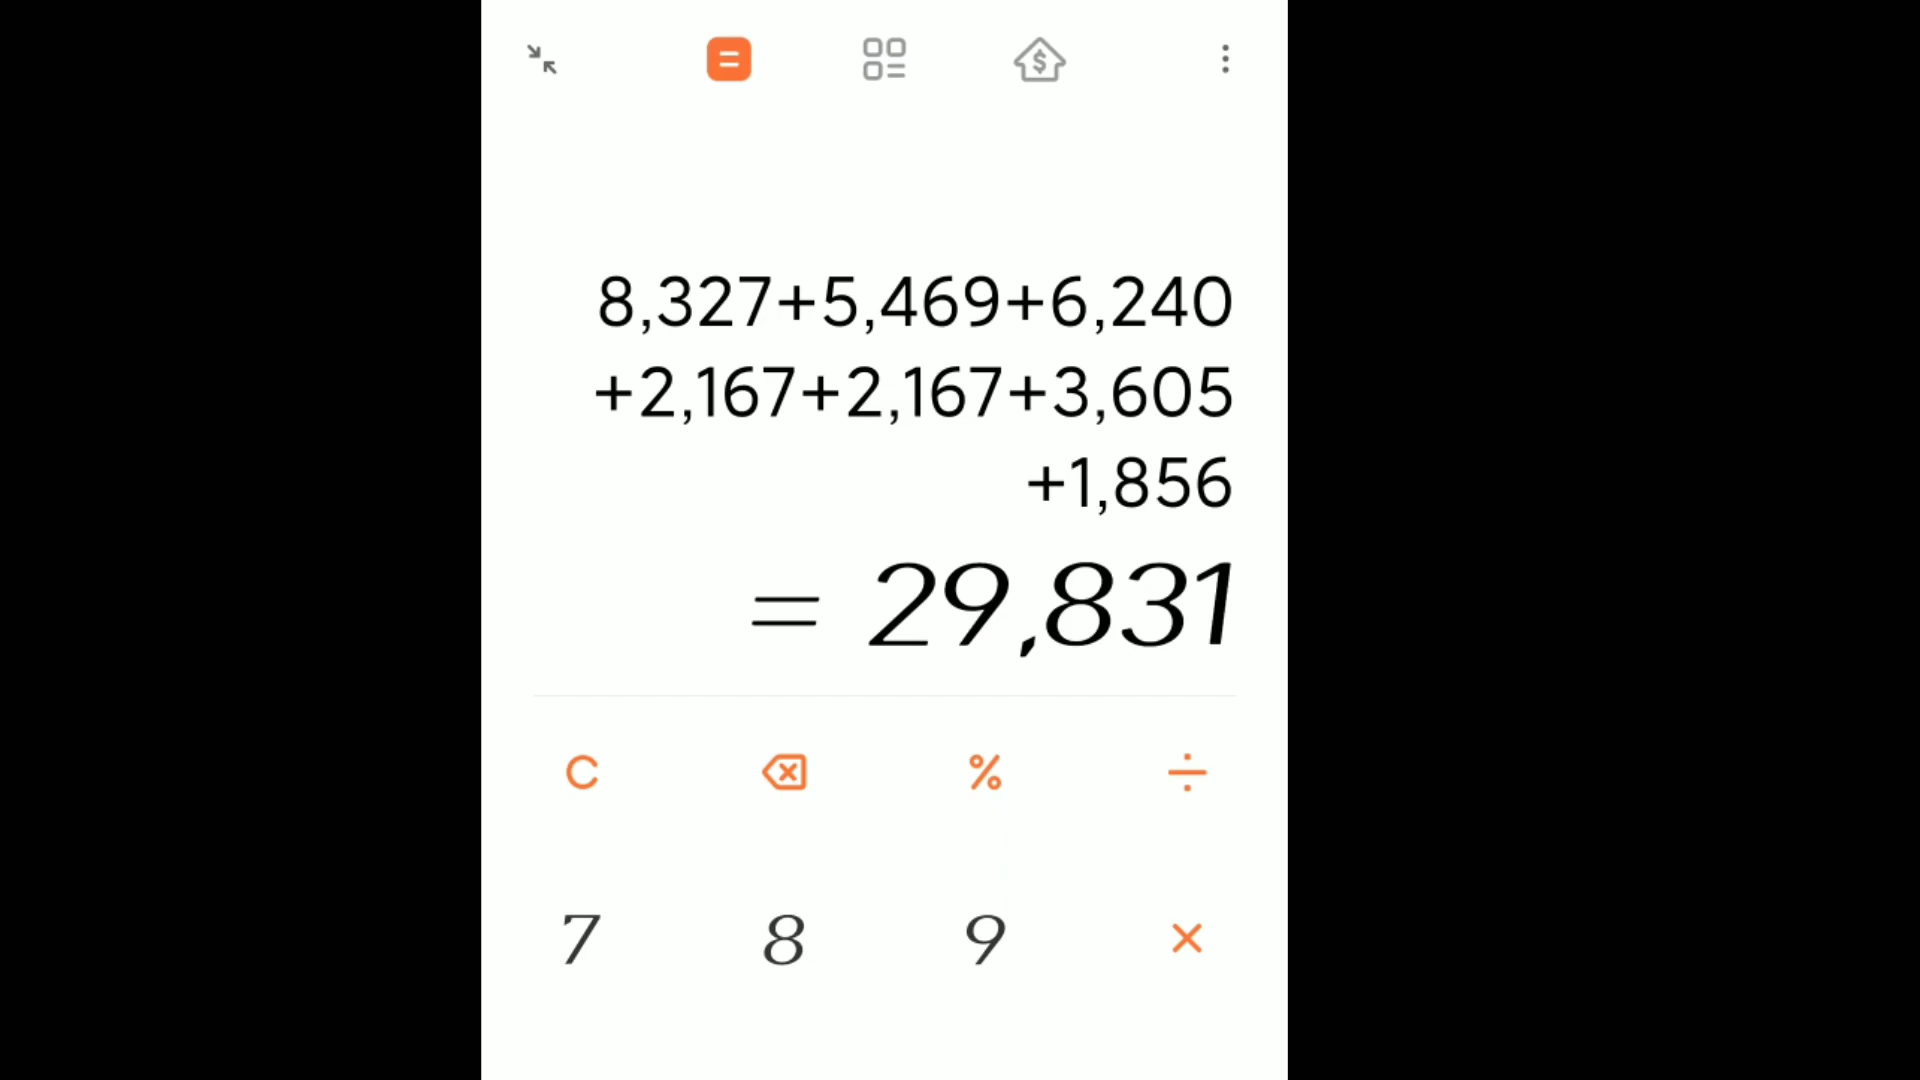 8,327+5,469+6,240
+2,167+2,167+3,605
+1,856
= 29,831
C % ÷
7 8 9 ×